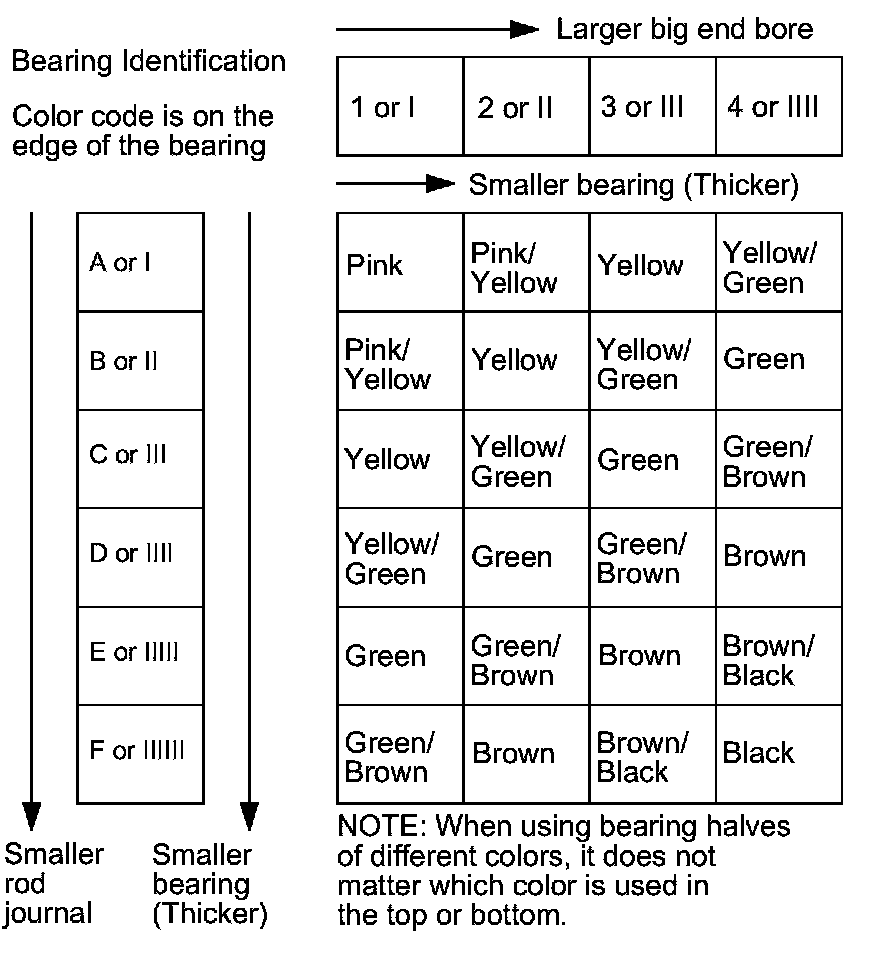 Larger big end bore
Bearing Identification
Color code is on the
edge of the bearing
1 or I
2 or II
3 or III
4 or IIII
Smaller bearing (Thicker)
A or I
Pink
Pink/
Yellow
Yellow
Yellow/
Green
B or II
Pink/
Yellow
Yellow
Yellow/
Green
Green
C or III
Yellow
Yellow/
Green
Green
Green/
Brown
D or IIII
Yellow/
Green
Green
Green/
Brown
Brown
E or IIIII
Green
Green/
Brown
Brown
Brown/
Black
F or IIIIII
Green/
Brown
Brown
Brown/
Black
Black
Smaller
rod
journal
Smaller
bearing
(Thicker)
NOTE: When using bearing halves
of different colors, it does not
matter which color is used in
the top or bottom.